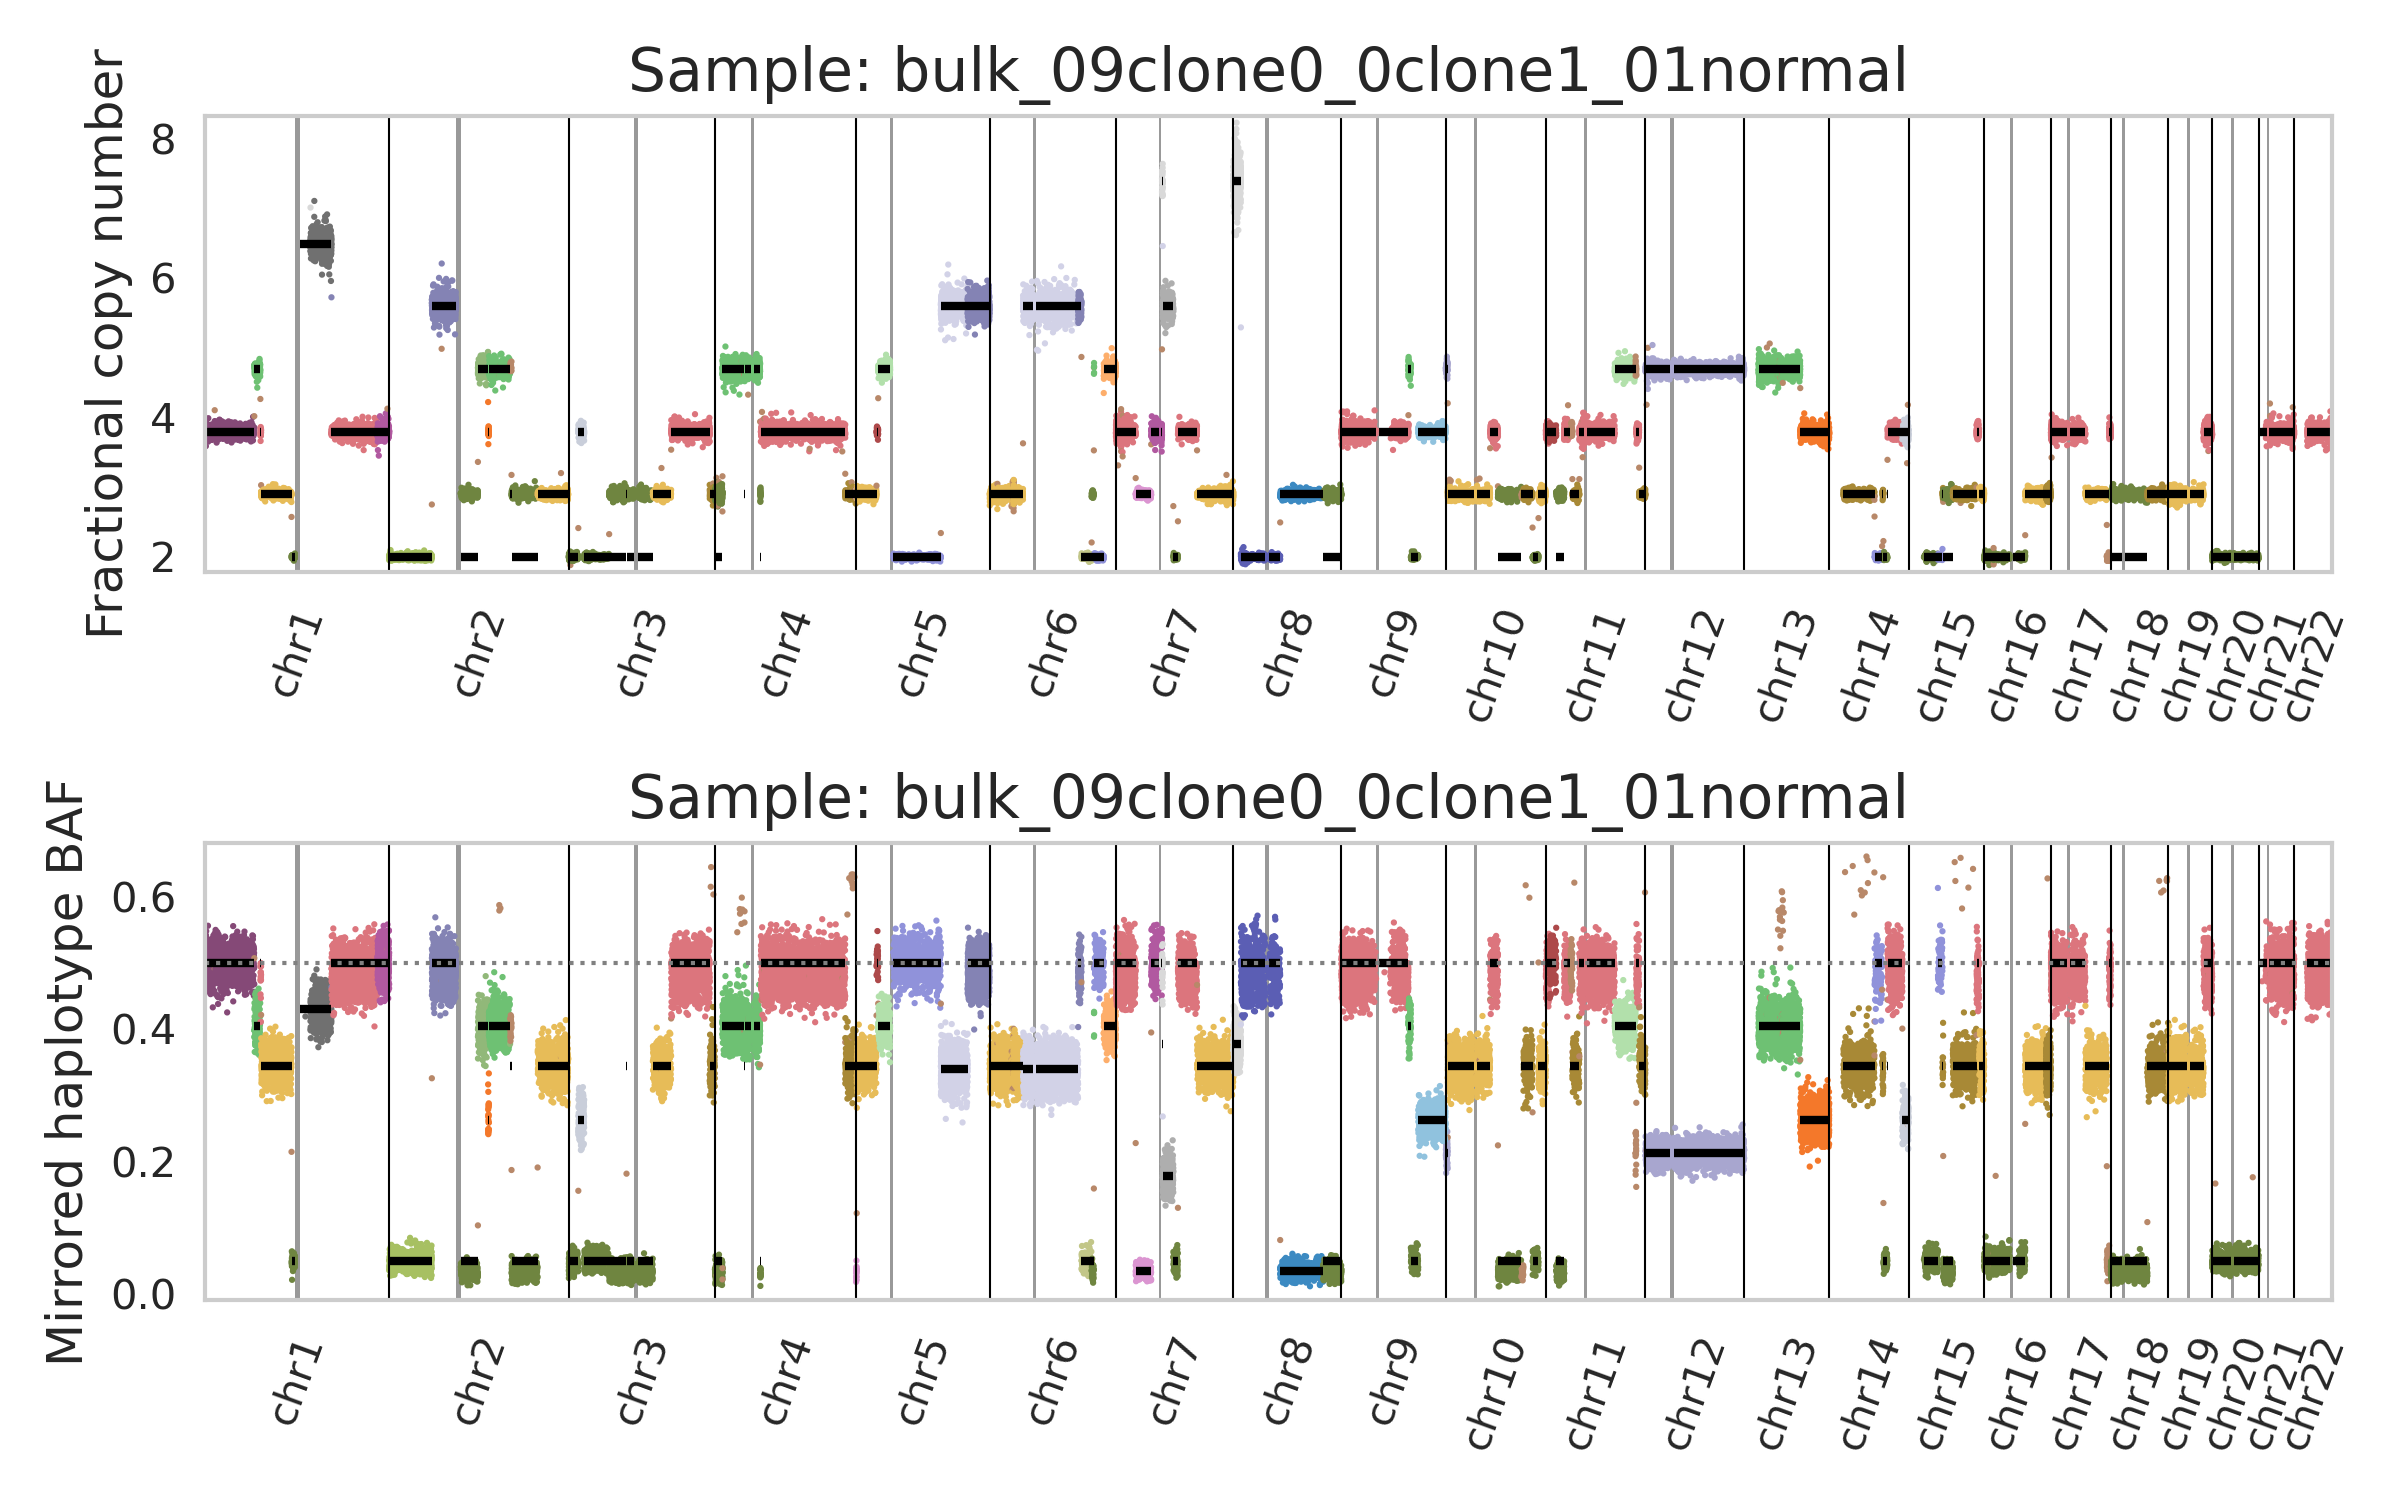 Sample: bulk_09clone0_0clone1_01normal
Fractional copy number
8
6
4
2
chr1 chr2 chr3 chr4 chr5 chr6 chr7 chr8 chr9 chr10 chr11 chr12 chr13 chr14 chr15 chr16 chr17 chr18 chr19 chr20 chr21 chr22
Sample: bulk_09clone0_0clone1_01normal
Mirrored haplotype BAF
0.6
0.4
0.2
0.0
chr1 chr2 chr3 chr4 chr5 chr6 chr7 chr8 chr9 chr10 chr11 chr12 chr13 chr14 chr15 chr16 chr17 chr18 chr19 chr20 chr21 chr22